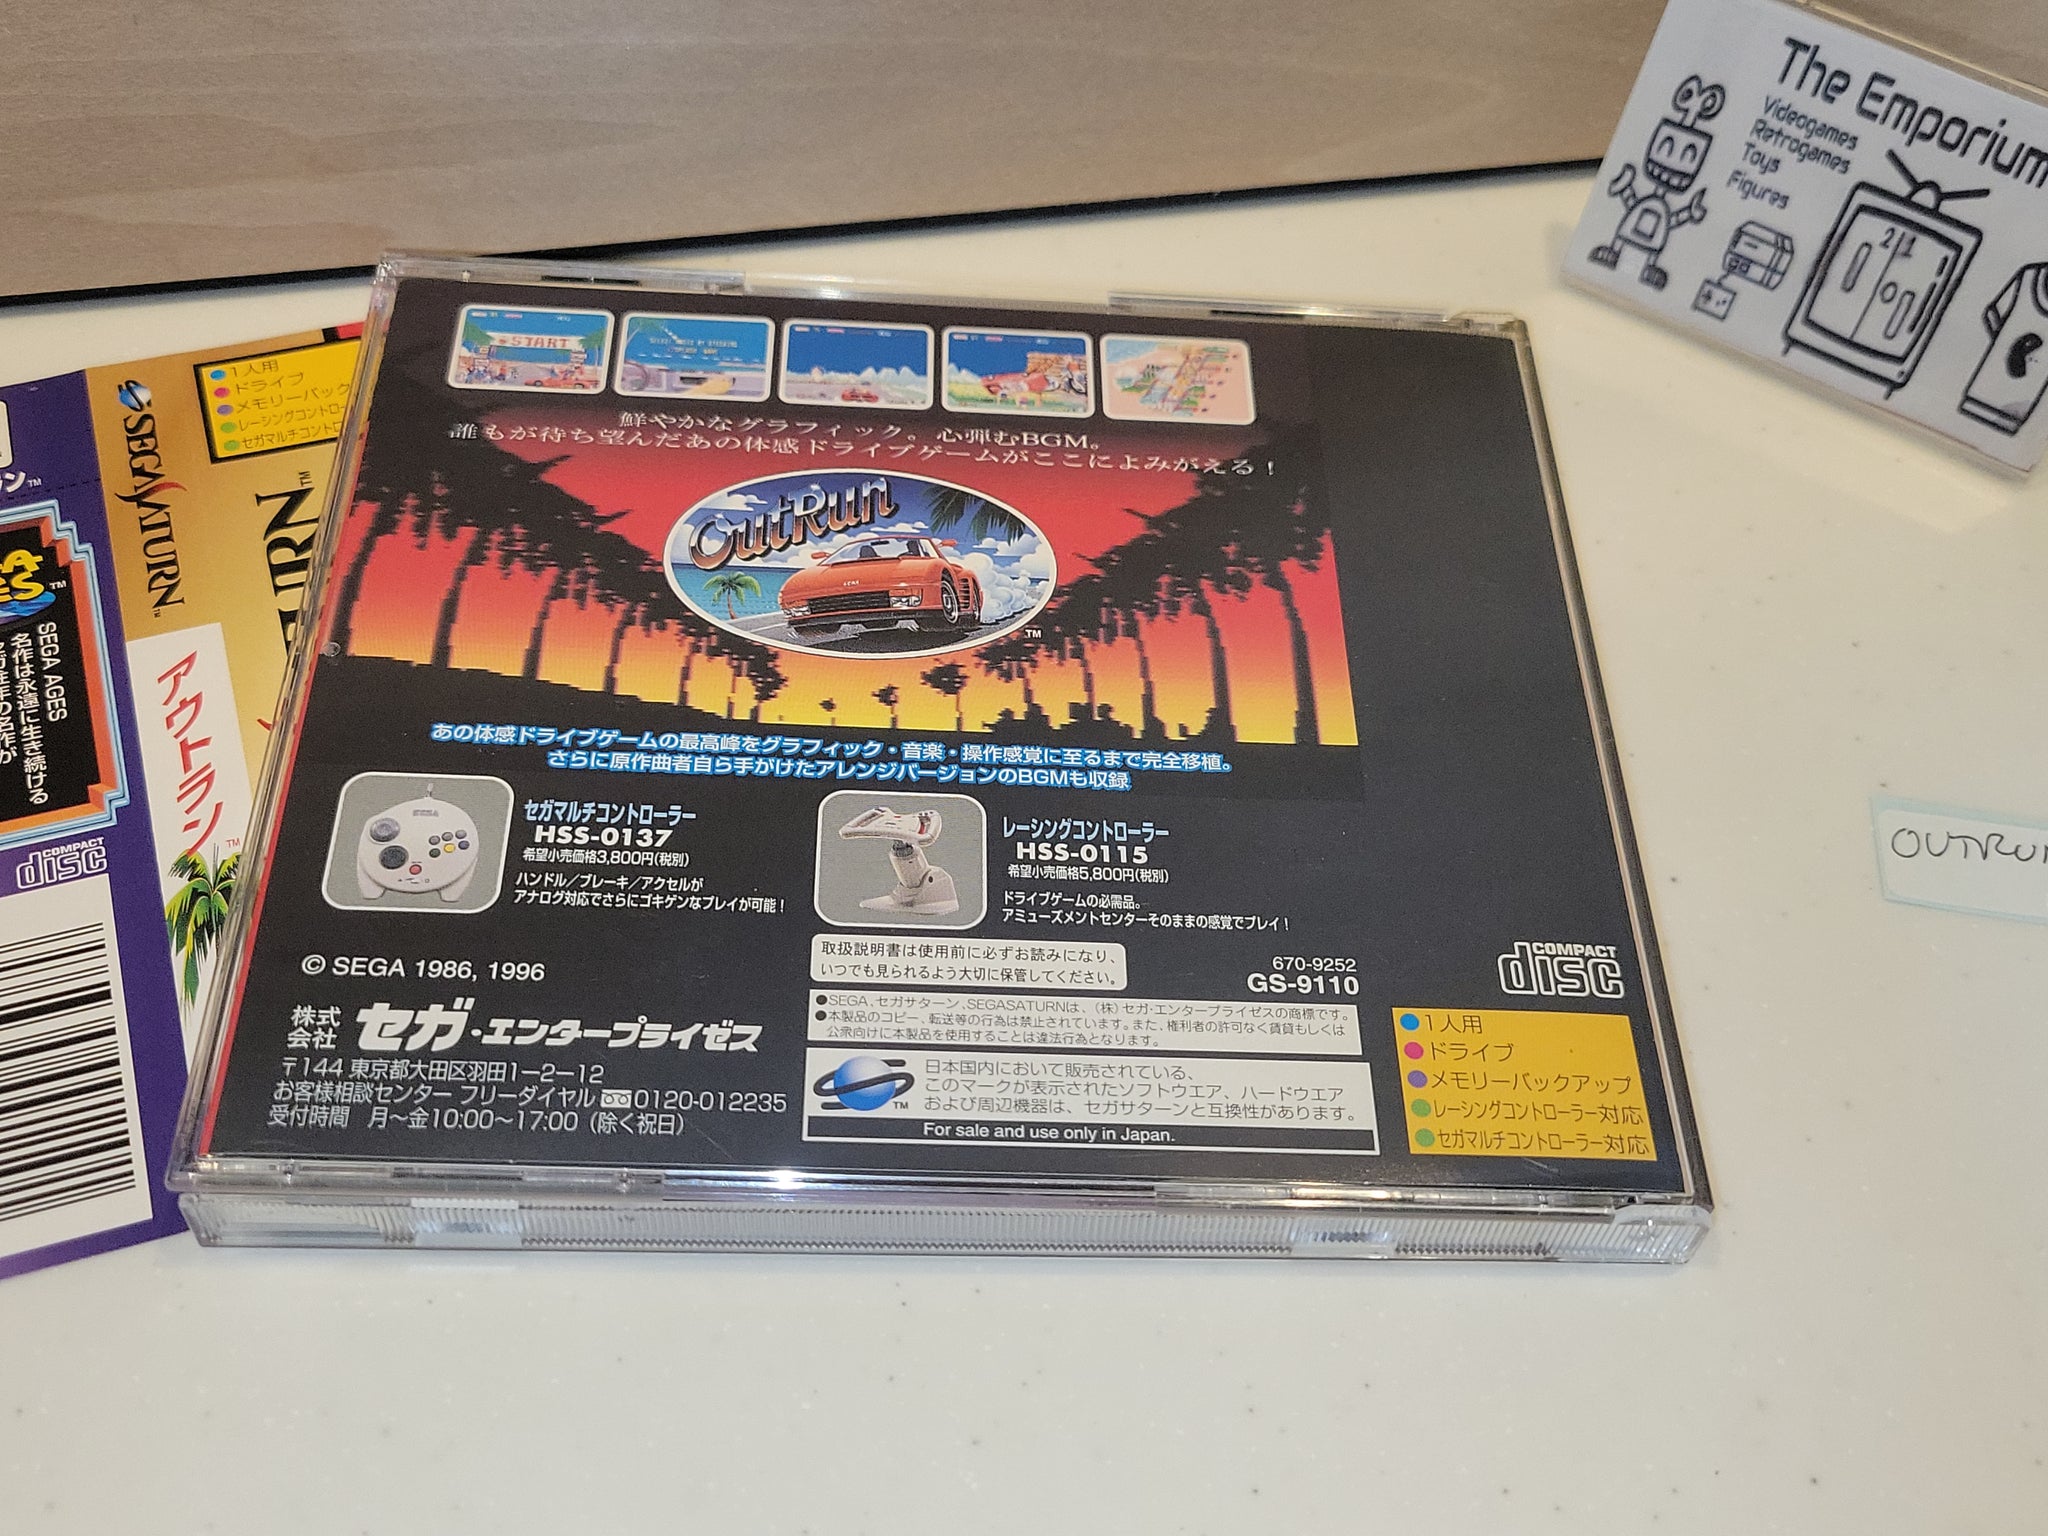 The Emporium
Videogames
Retrogames
Toys
Figures
21
OUTRUN
START
鮮やかなグラフィック。心弾むBGM。
誰もが待ち望んだあの体感ドライブゲームがここによみがえる！
OutRun
TM
あの体感ドライブゲームの最高峰をグラフィック・音楽・操作感覚に至るまで完全移植。
さらに原作曲者自ら手がけたアレンジバージョンのBGMも収録
SEGA
セガマルチコントローラー
HSS-0137
希望小売価格3,800円(税別)
ハンドル／ブレーキ／アクセルが
アナログ対応でさらにゴキゲンなプレイが可能！
レーシングコントローラー
HSS-0115
希望小売価格5,800円(税別)
ドライブゲームの必需品。
アミューズメントセンターそのままの感覚でプレイ！
© SEGA 1986, 1996
株式会社 セガ・エンタープライゼス
〒144 東京都大田区羽田1−2−12
お客様相談センター フリーダイヤル 0120-012235
受付時間　月〜金10:00〜17:00（除く祝日）
取扱説明書は使用前に必ずお読みになり、
いつでも見られるよう大切に保管してください。
670-9252
GS-9110
●SEGA、セガサターン、SEGASATURNは、（株）セガ・エンタープライゼスの商標です。
●本製品のコピー、転送等の行為は禁止されています。また、権利者の許可なく賃貸もしくは
公衆向けに本製品を使用することは違法行為となります。
日本国内において販売されている、
このマークが表示されたソフトウエア、ハードウエア
および周辺機器は、セガサターンと互換性があります。
TM
For sale and use only in Japan.
COMPACT
disc
●1人用
●ドライブ
●メモリーバックアップ
●レーシングコントローラー対応
●セガマルチコントローラー対応
●1人用
●ドライブ
●メモリーバック
●レーシングコントロー
●セガマルチコントロ
SEGA SATURN
TM
アウトラン
TM
SEGA AGES
名作は永遠に生き続ける
COMPACT
disc